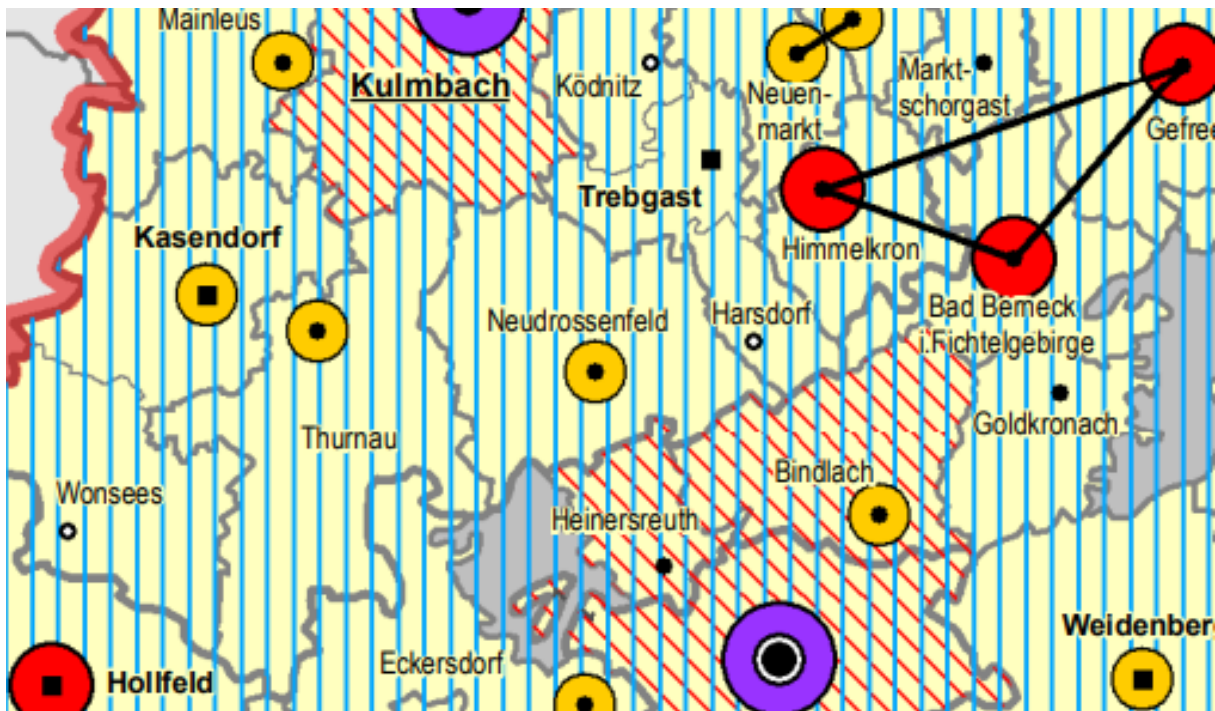 Mainleus
Kulmbach
Ködnitz
Neuen-
markt
Markt-
schorgast
Gefree
Trebgast
Himmelkron
Kasendorf
Neudrossenfeld
Harsdorf
Bad Berneck
i.Fichtelgebirge
Goldkronach
Thurnau
Bindlach
Wonsees
Heinersreuth
Weidenberg
Eckersdorf
Hollfeld